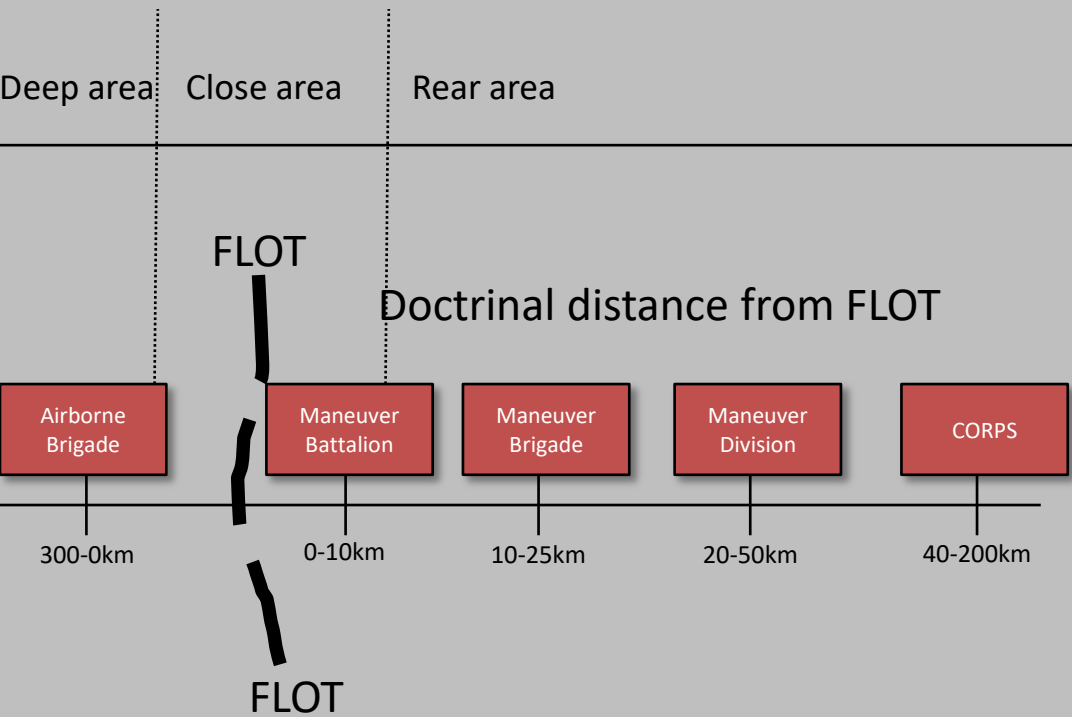 Deep area
Close area
Rear area
FLOT
Doctrinal distance from FLOT
Airborne
Brigade
Maneuver
Battalion
Maneuver
Brigade
Maneuver
Division
CORPS
300-0km
0-10km
10-25km
20-50km
40-200km
FLOT